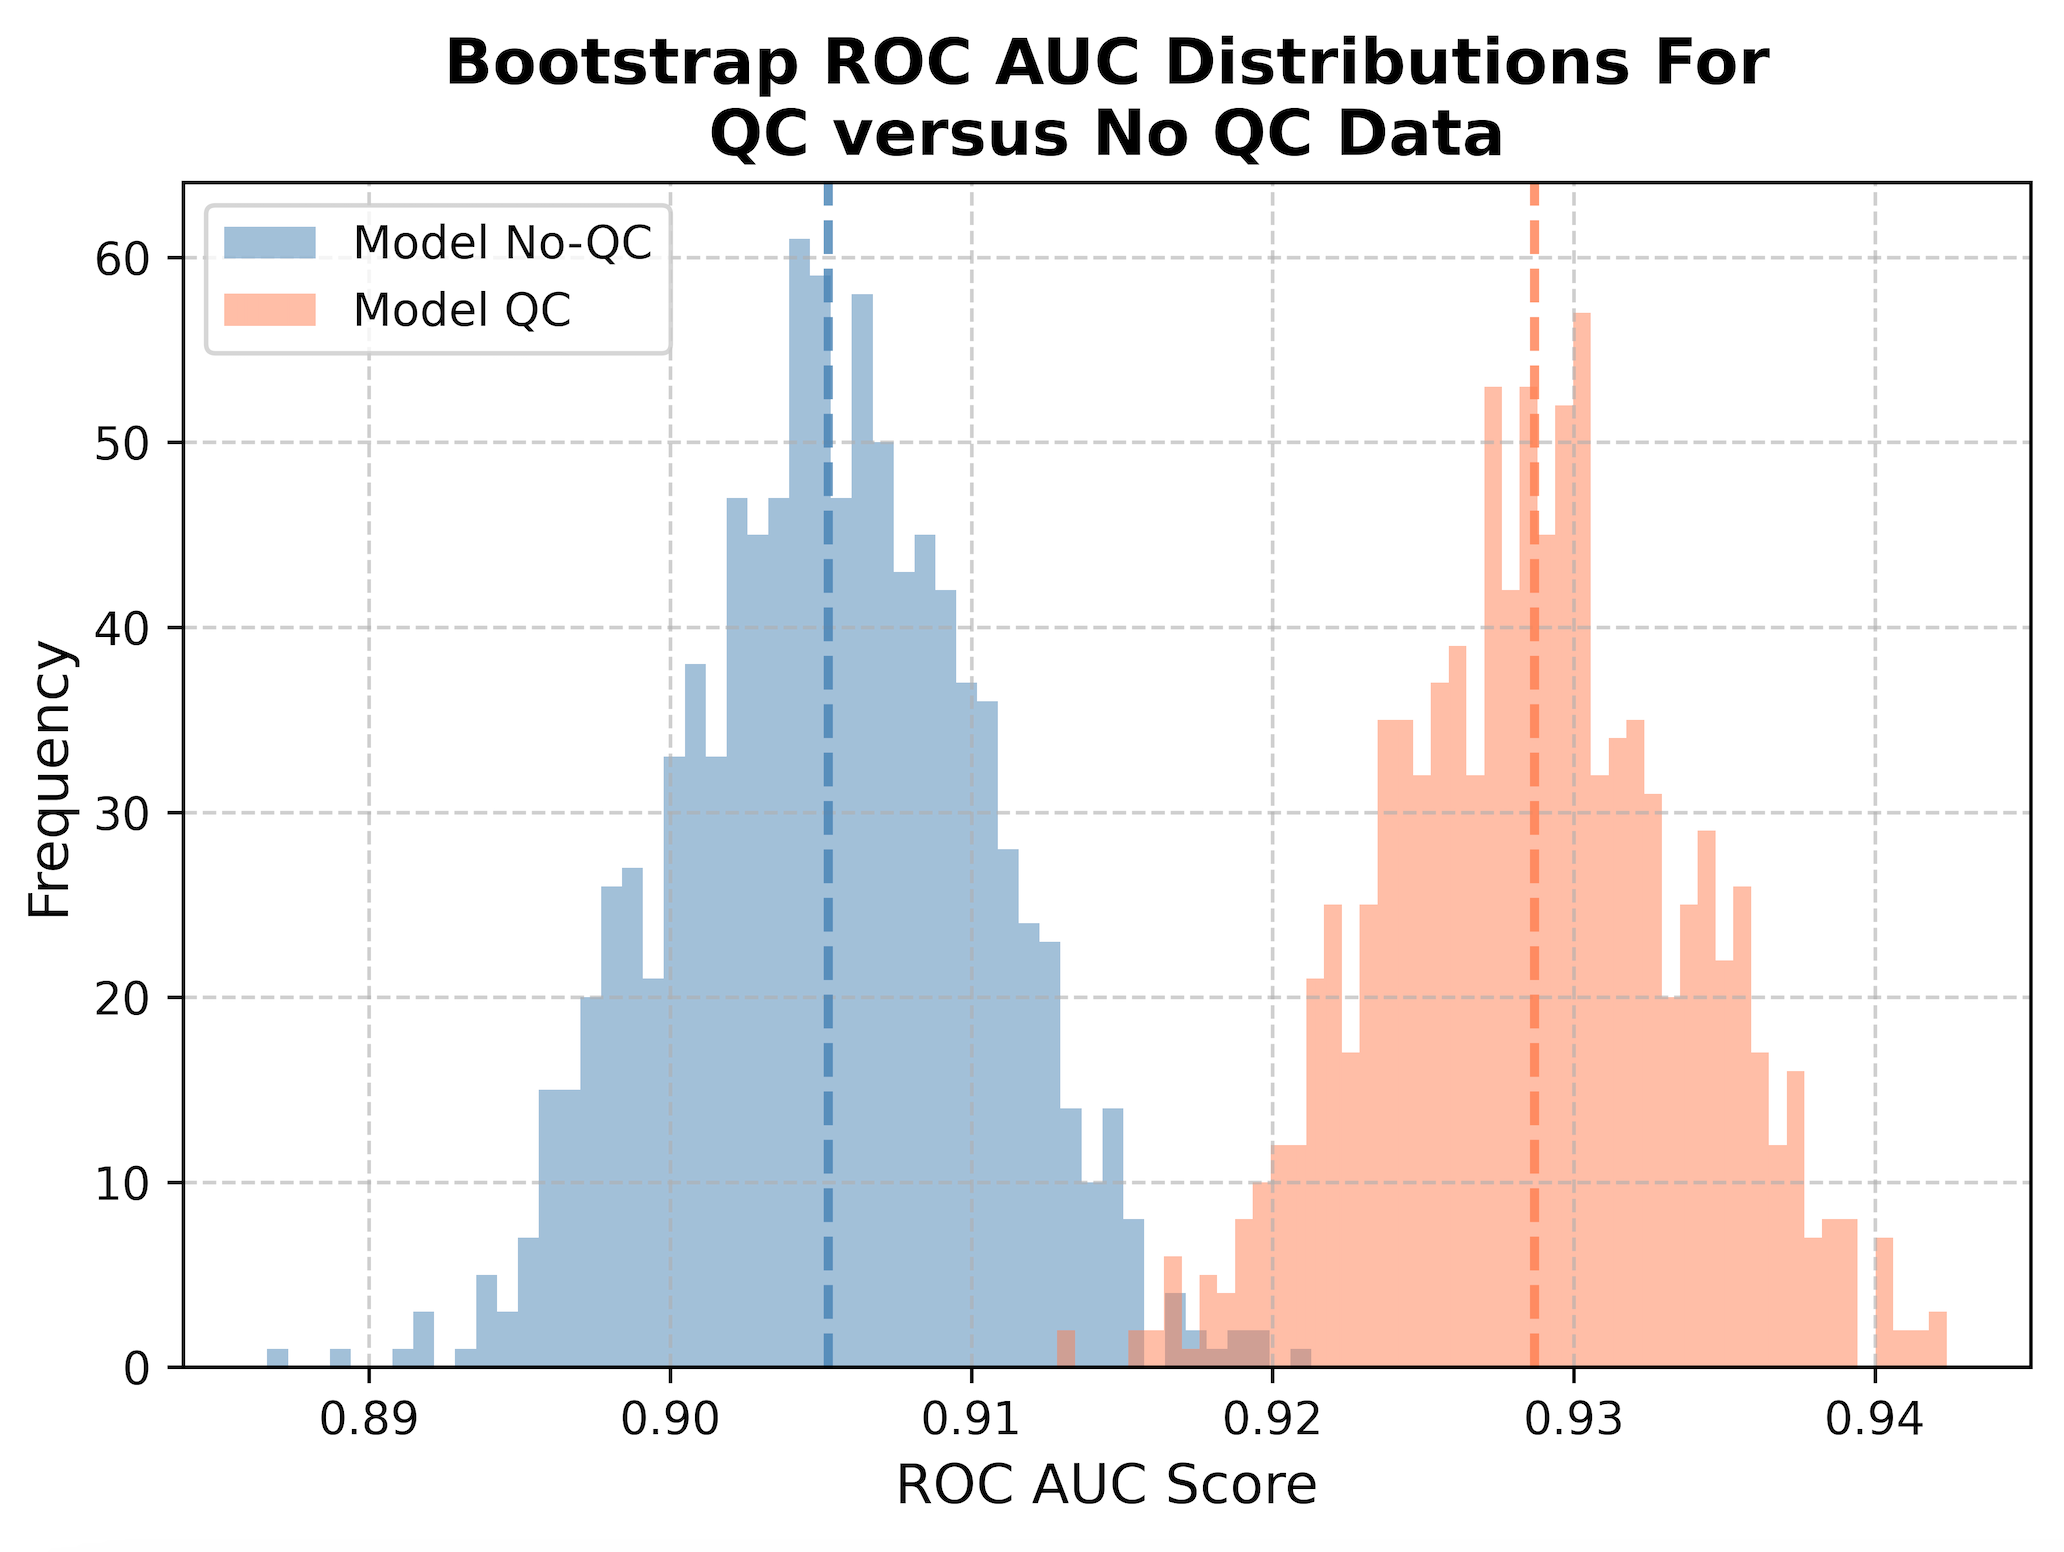 Bootstrap ROC AUC Distributions For
QC versus No QC Data
Model No-QC
Model QC
Frequency
60
50
40
30
20
10
0
0.89
0.90
0.91
0.92
0.93
0.94
ROC AUC Score